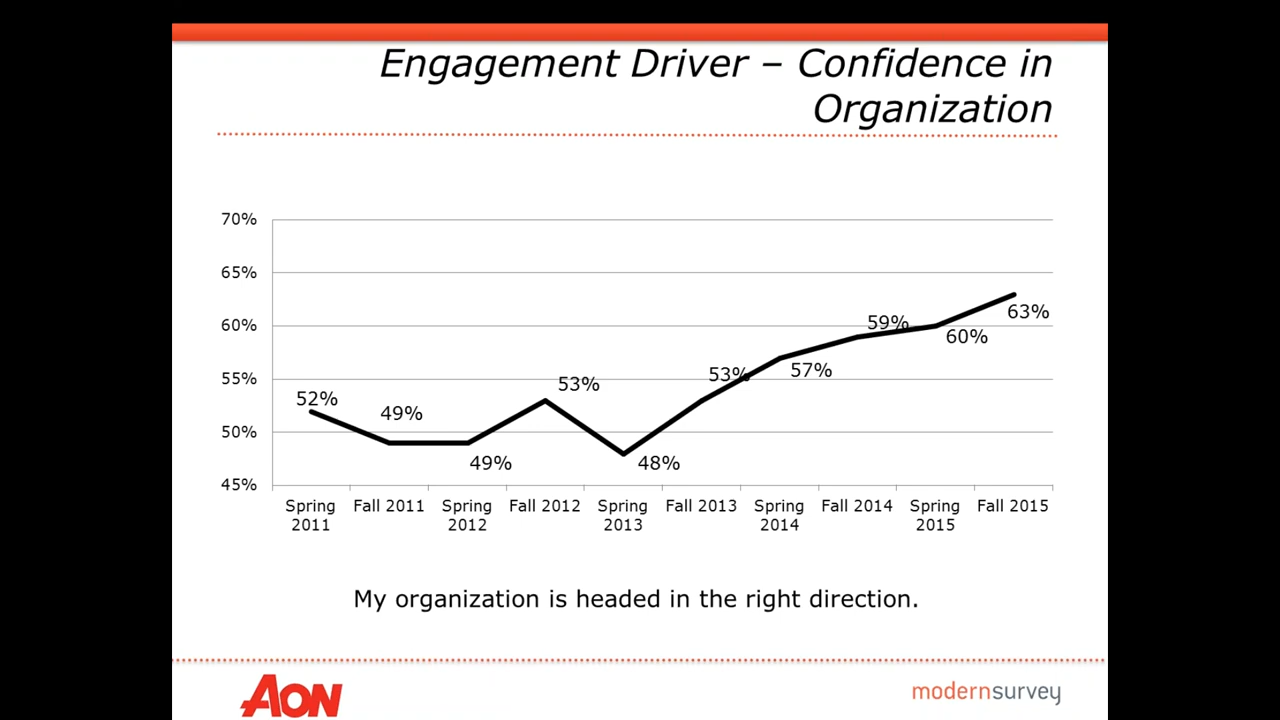 Engagement Driver – Confidence in
Organization
70%
65%
60%
55%
50%
45%
52%
49%
49%
53%
48%
53%
57%
59%
60%
63%
Spring
2011
Fall 2011
Spring
2012
Fall 2012
Spring
2013
Fall 2013
Spring
2014
Fall 2014
Spring
2015
Fall 2015
My organization is headed in the right direction.
AON
modernsurvey